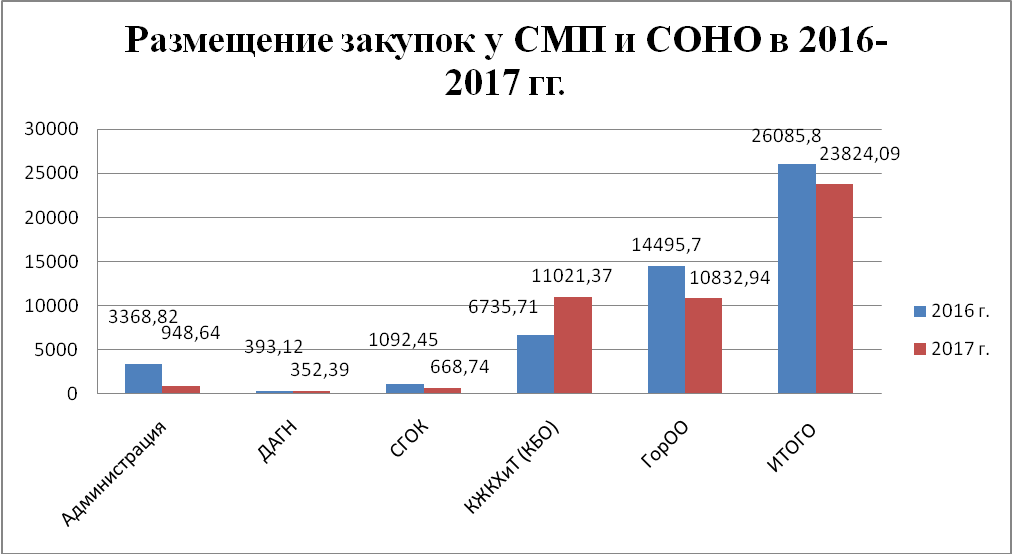 Размещение закупок у СМП и СОНО в 2016-
2017 гг.
30000
25000
20000
15000
10000
5000
0
3368,82
948,64
393,12
352,39
1092,45
668,74
6735,71
11021,37
14495,7
10832,94
26085,8
23824,09
Администрация
ДАГН
СГОК
КЖКХиТ (КБО)
ГорОО
ИТОГО
2016 г.
2017 г.